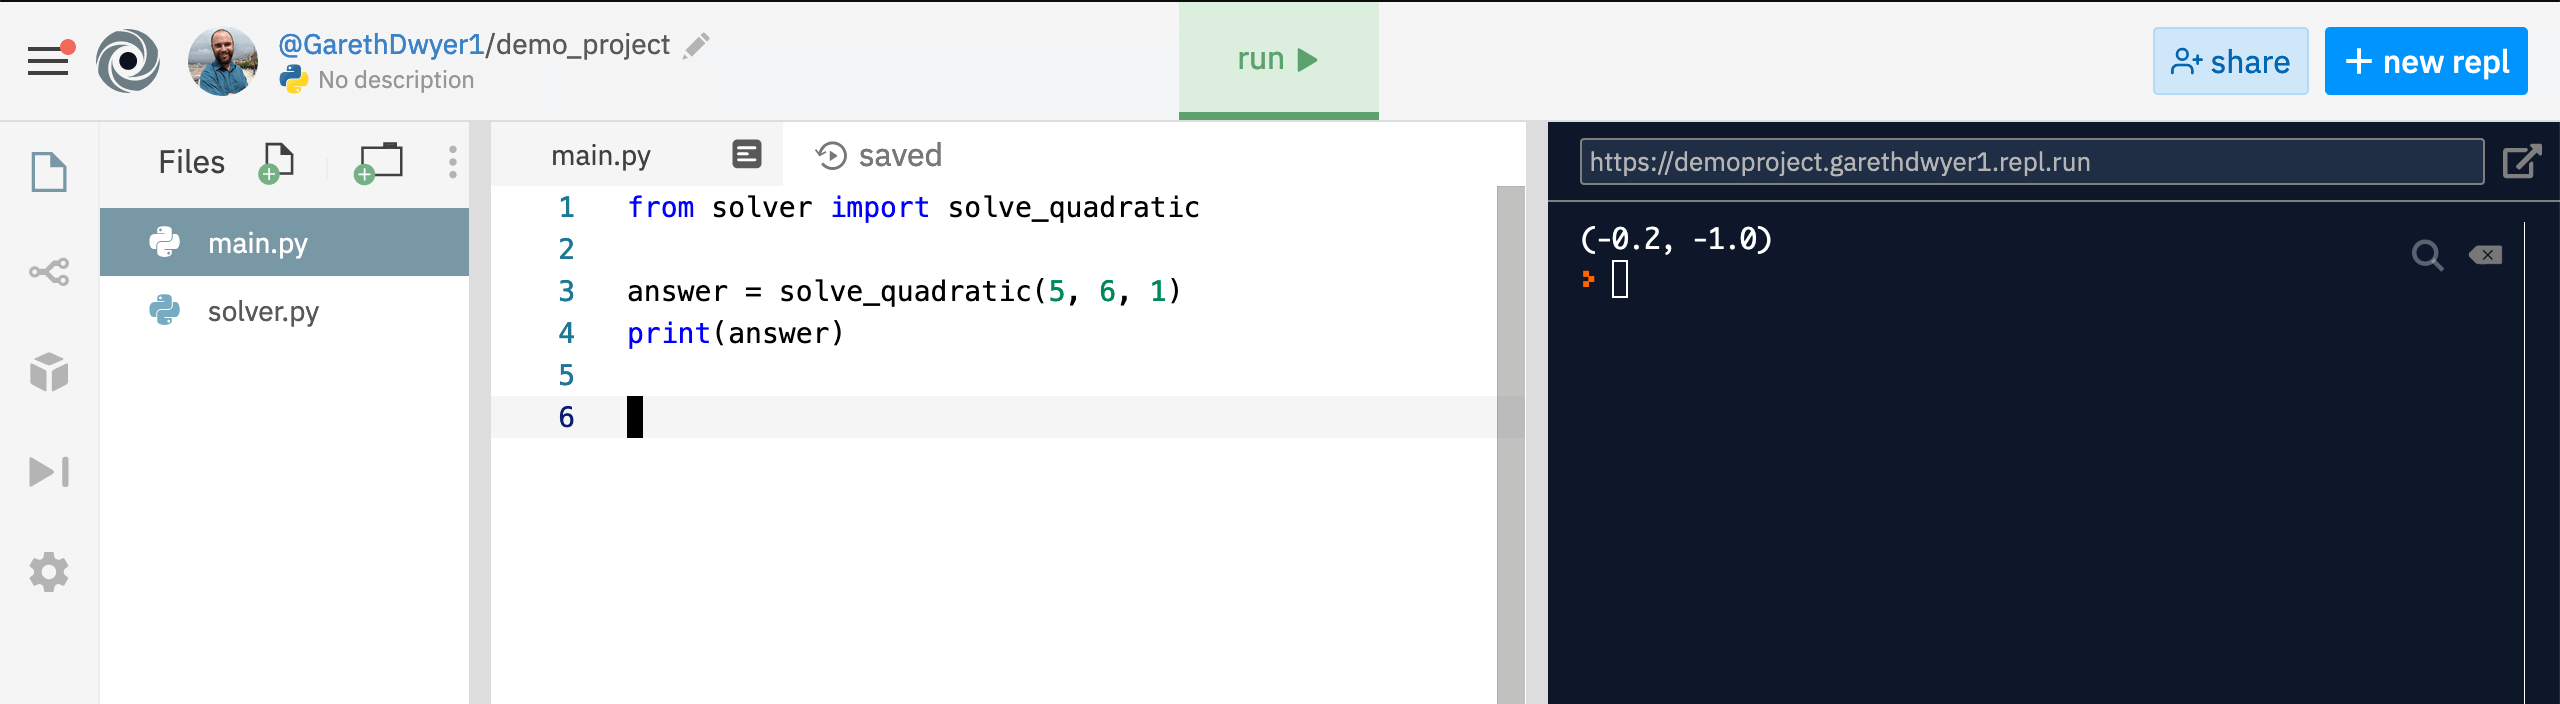 @GarethDwyer1/demo_project
No description
run
share
+ new repl
Files
main.py
solver.py
main.py
saved
1 from solver import solve_quadratic
2
3 answer = solve_quadratic(5, 6, 1)
4 print(answer)
5
6
https://demoproject.garethdwyer1.repl.run
(-0.2, -1.0)